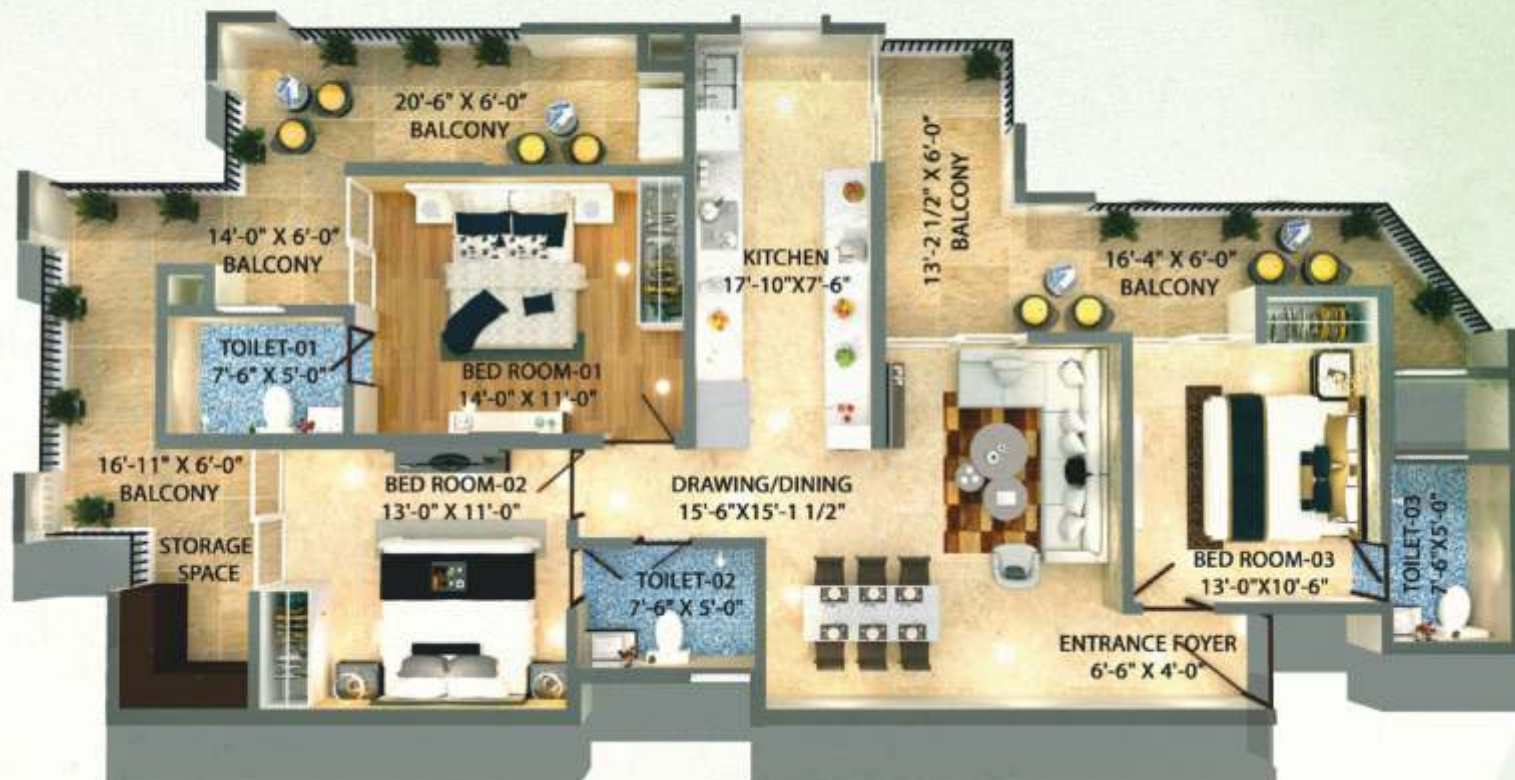 20'-6" X 6'-0"
BALCONY
14'-0" X 6'-0"
BALCONY
TOILET-01
7'-6" X 5'-0"
BED ROOM-01
14'-0" X 11'-0"
KITCHEN
17'-10"X7'-6"
13'-2 1/2" X 6'-0"
BALCONY
16'-4" X 6'-0"
BALCONY
16'-11" X 6'-0"
BALCONY
STORAGE
SPACE
BED ROOM-02
13'-0" X 11'-0"
DRAWING/DINING
15'-6"X15'-1 1/2"
TOILET-02
7'-6" X 5'-0"
BED ROOM-03
13'-0"X10'-6"
TOILET-03
7'-6"X5'-0"
ENTRANCE FOYER
6'-6" X 4'-0"